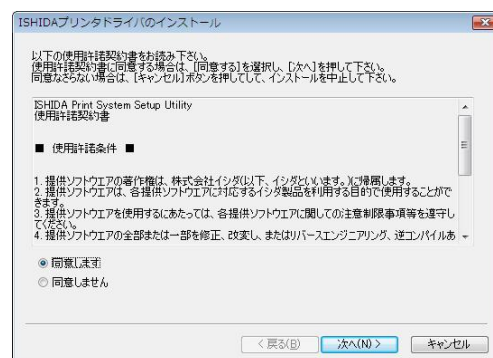 ISHIDAプリンタドライバのインストール
以下の使用許諾契約書をお読み下さい。
使用許諾契約書に同意する場合は、[同意する]を選択し、[次へ]を押して下さい。
同意なさらない場合は、[キャンセル]ボタンを押してして、インストールを中止して下さい。
ISHIDA Print System Setup Utility
使用許諾契約書
■ 使用許諾条件 ■
1. 提供ソフトウエアの著作権は、株式会社イシダ(以下、イシダといいます。)に帰属します。
2. 提供ソフトウエアは、各提供ソフトウエアに対応するイシダ製品を利用する目的で使用することがで
きます。
3. 提供ソフトウエアを使用するにあたっては、各提供ソフトウエアに関しての注意制限事項等を遵守し
てください。
4. 提供ソフトウエアの全部または一部を修正、改変し、またはリバースエンジニアリング、逆コンパイルあ
同意します
同意しません
< 戻る(B)
次へ(N) >
キャンセル